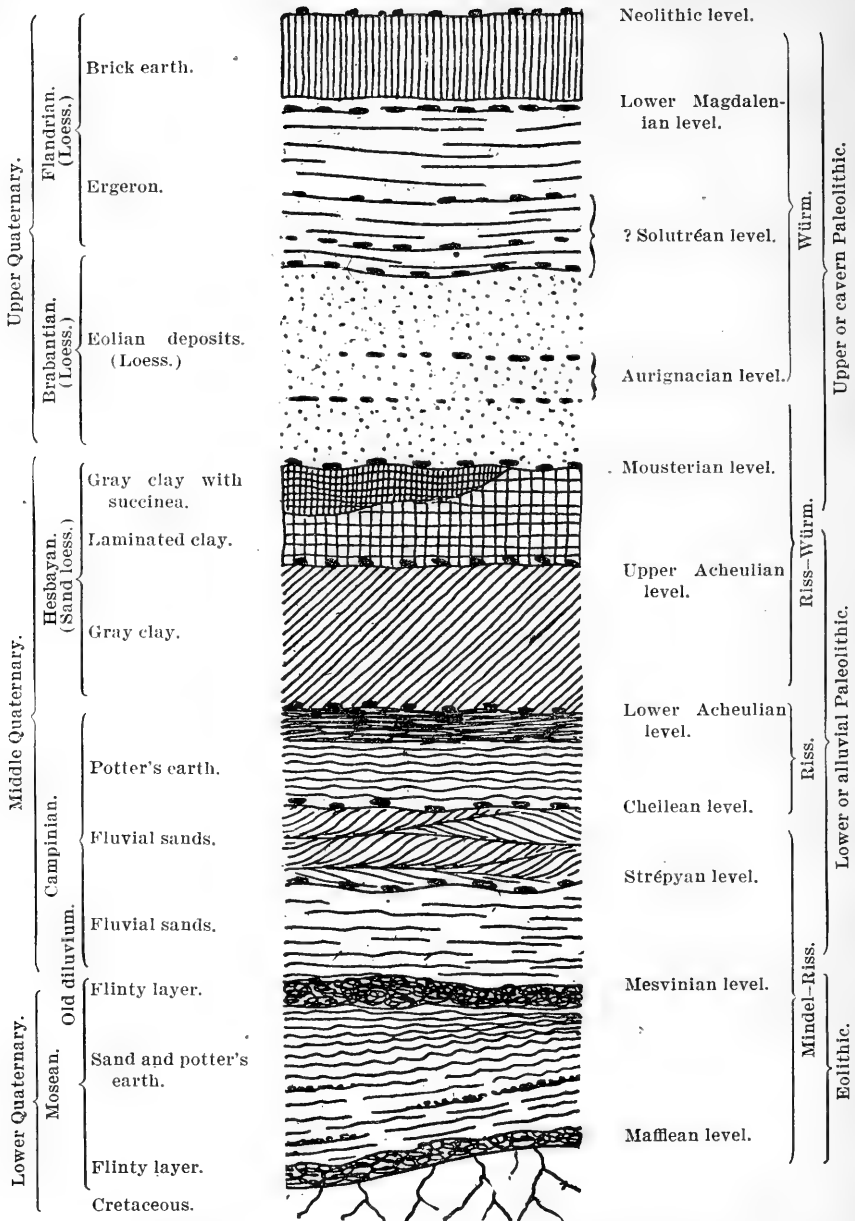 Upper Quaternary.
Middle Quaternary.
Lower Quaternary.
Flandrian.
(Loess.)
Brabantian.
(Loess.)
Hesbayan.
(Sand loess.)
Campinian.
Old diluvium.
Mosean.
Brick earth.
Ergeron.
Eolian deposits.
(Loess.)
Gray clay with
succinea.
Laminated clay.
Gray clay.
Potter's earth.
Fluvial sands.
Fluvial sands.
Flinty layer.
Sand and potter's
earth.
Flinty layer.
Cretaceous.
Neolithic level.
Lower Magdalen-
ian level.
? Solutréan level.
Aurignacian level.
Mousterian level.
Upper Acheulian
level.
Lower Acheulian
level.
Chellean level.
Strépyan level.
Mesvinian level.
Mafflean level.
Würm.
Riss–Würm.
Riss.
Mindel–Riss.
Upper or cavern Paleolithic.
Lower or alluvial Paleolithic.
Eolithic.